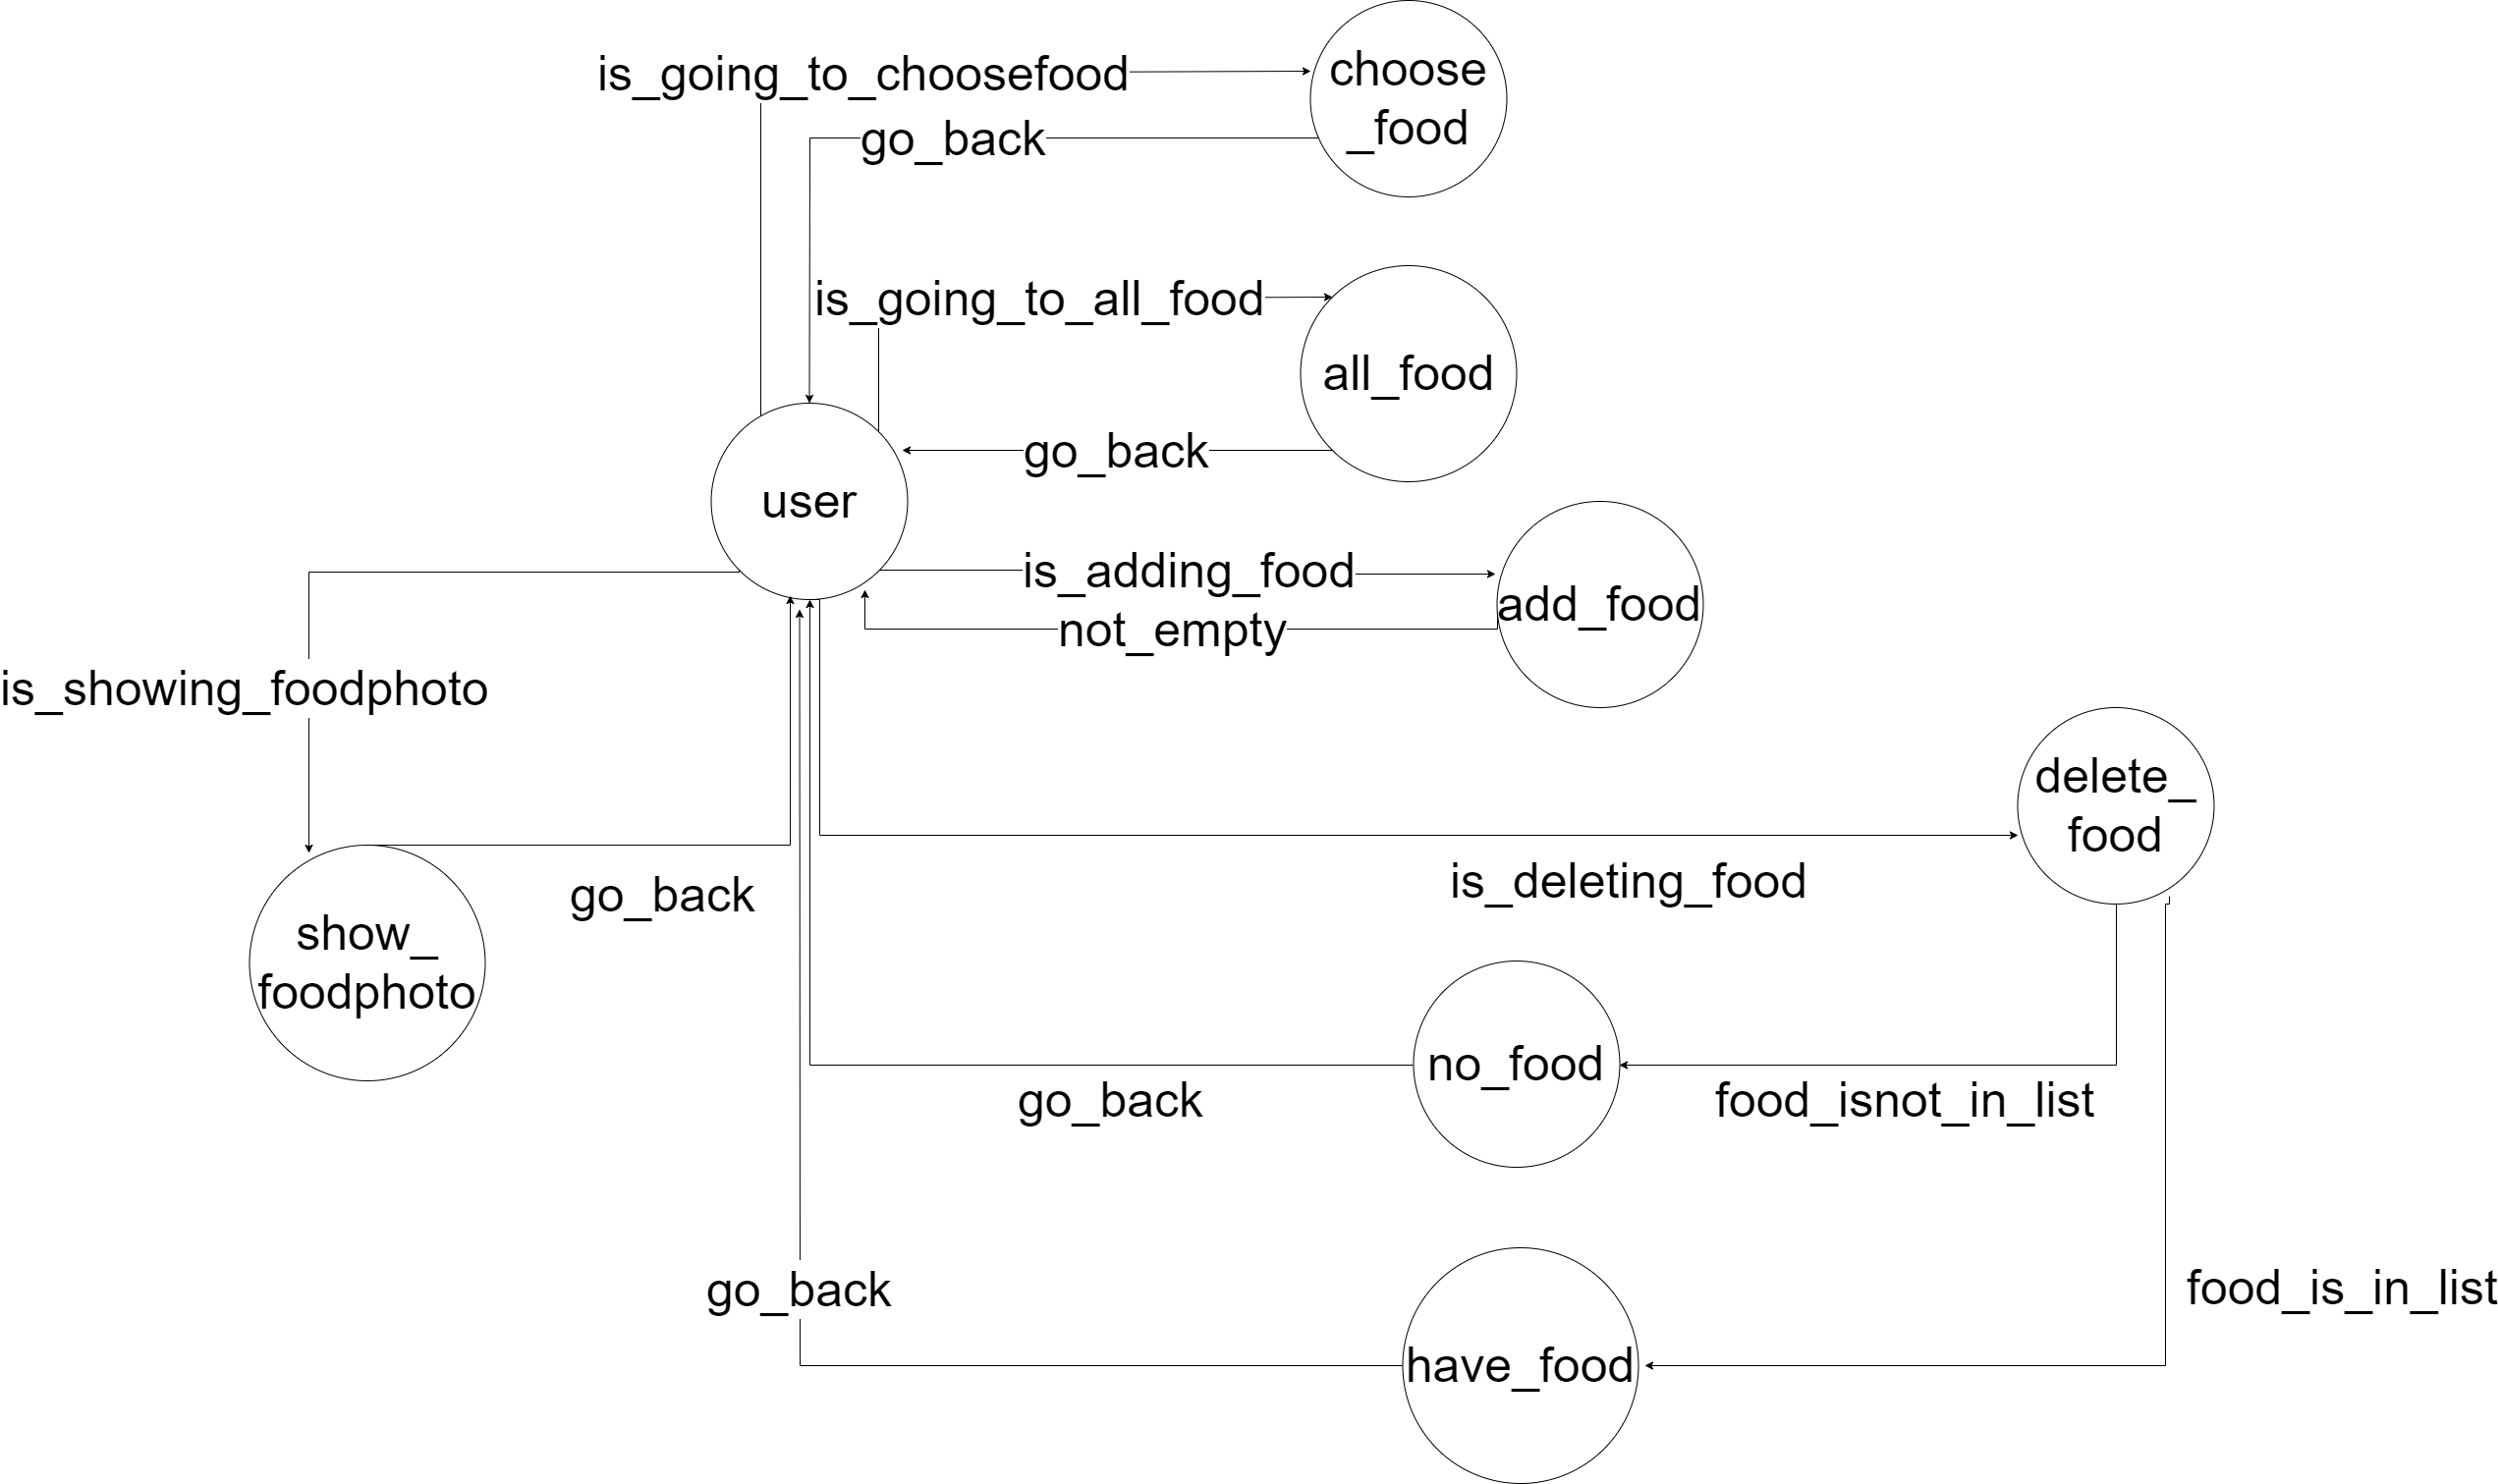 is_going_to_choosefood
choose
_food
go_back
is_going_to_all_food
all_food
go_back
user
is_adding_food
add_food
not_empty
is_showing_foodphoto
delete_
food
is_deleting_food
go_back
show_
foodphoto
no_food
go_back
food_isnot_in_list
go_back
food_is_in_list
have_food